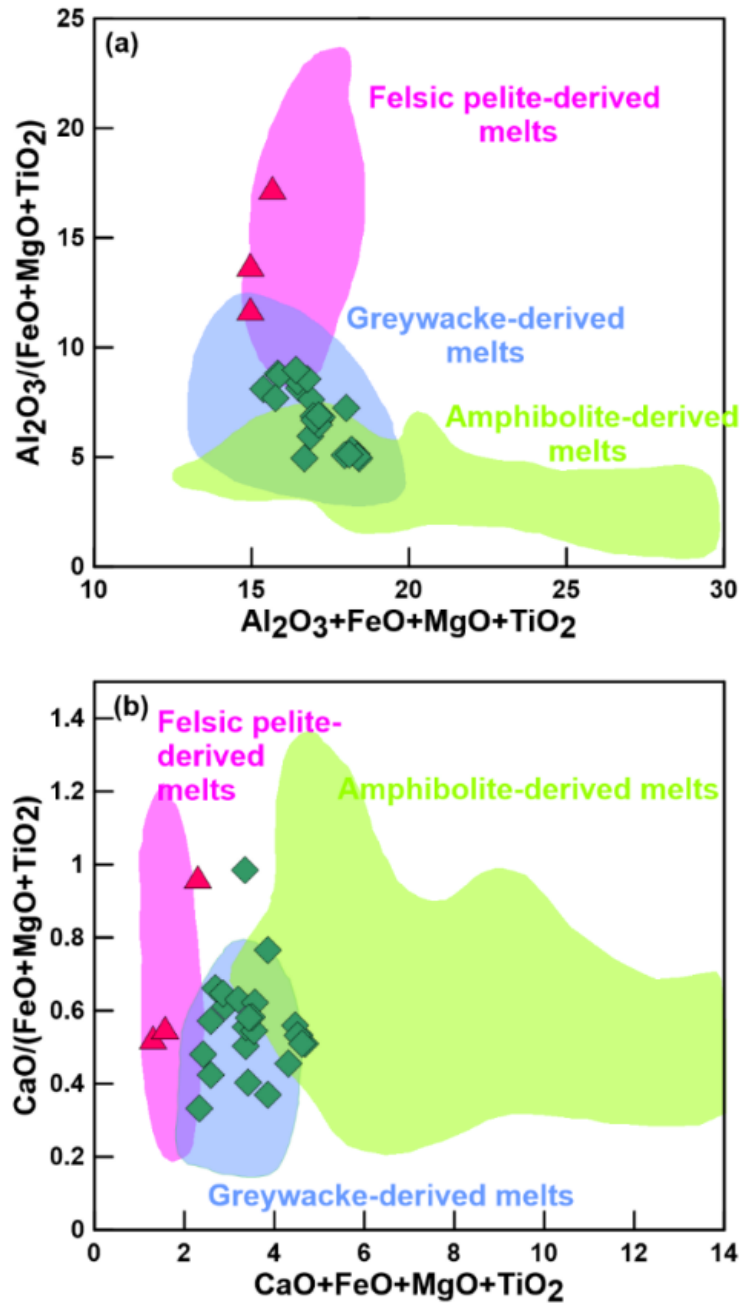 (a)
Felsic pelite-derived
melts
Greywacke-derived
melts
Amphibolite-derived
melts
25
20
15
10
5
0
Al₂O₃/(FeO+MgO+TiO₂)
10 15 20 25 30
Al₂O₃+FeO+MgO+TiO₂
(b)
Felsic pelite-
derived
melts
Amphibolite-derived melts
Greywacke-derived melts
1.4
1.2
1
0.8
0.6
0.4
0.2
0
CaO/(FeO+MgO+TiO₂)
0 2 4 6 8 10 12 14
CaO+FeO+MgO+TiO₂